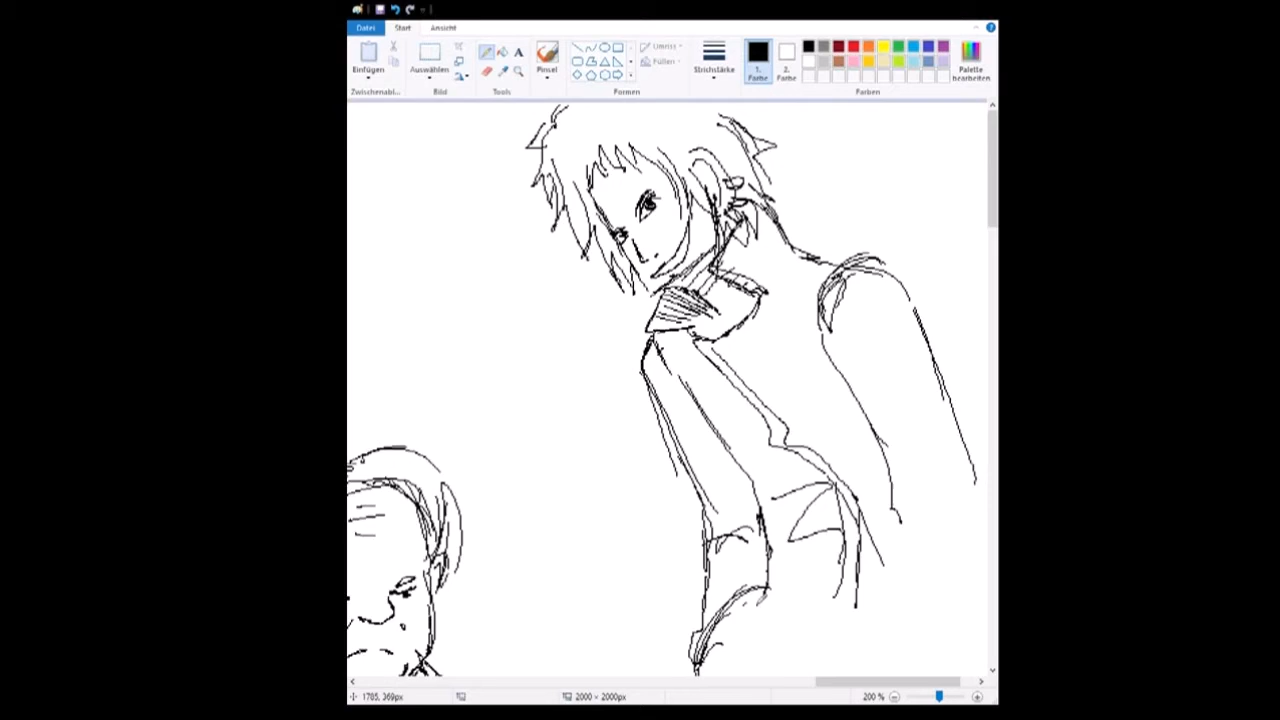 Datei Start Ansicht
Einfügen Auswählen Pinsel Umriss Füllen Strichstärke 1. Farbe 2. Farbe Palette bearbeiten
Zwischenabl... Bild Tools Formen Farben
1785, 369px 2000 × 2000px 200 %